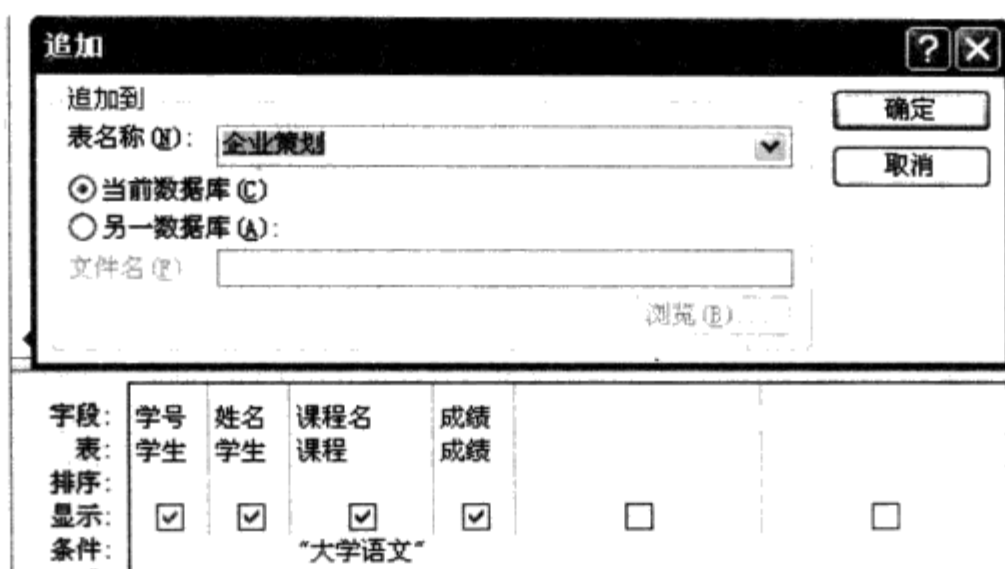 追加
追加到
表名称(N): 企业策划
确定
取消
当前数据库(C)
另一数据库(A):
文件名(F)
浏览(B)
字段: 学号 姓名 课程名 成绩
表: 学生 学生 课程 成绩
排序:
显示:
条件: "大学语文"